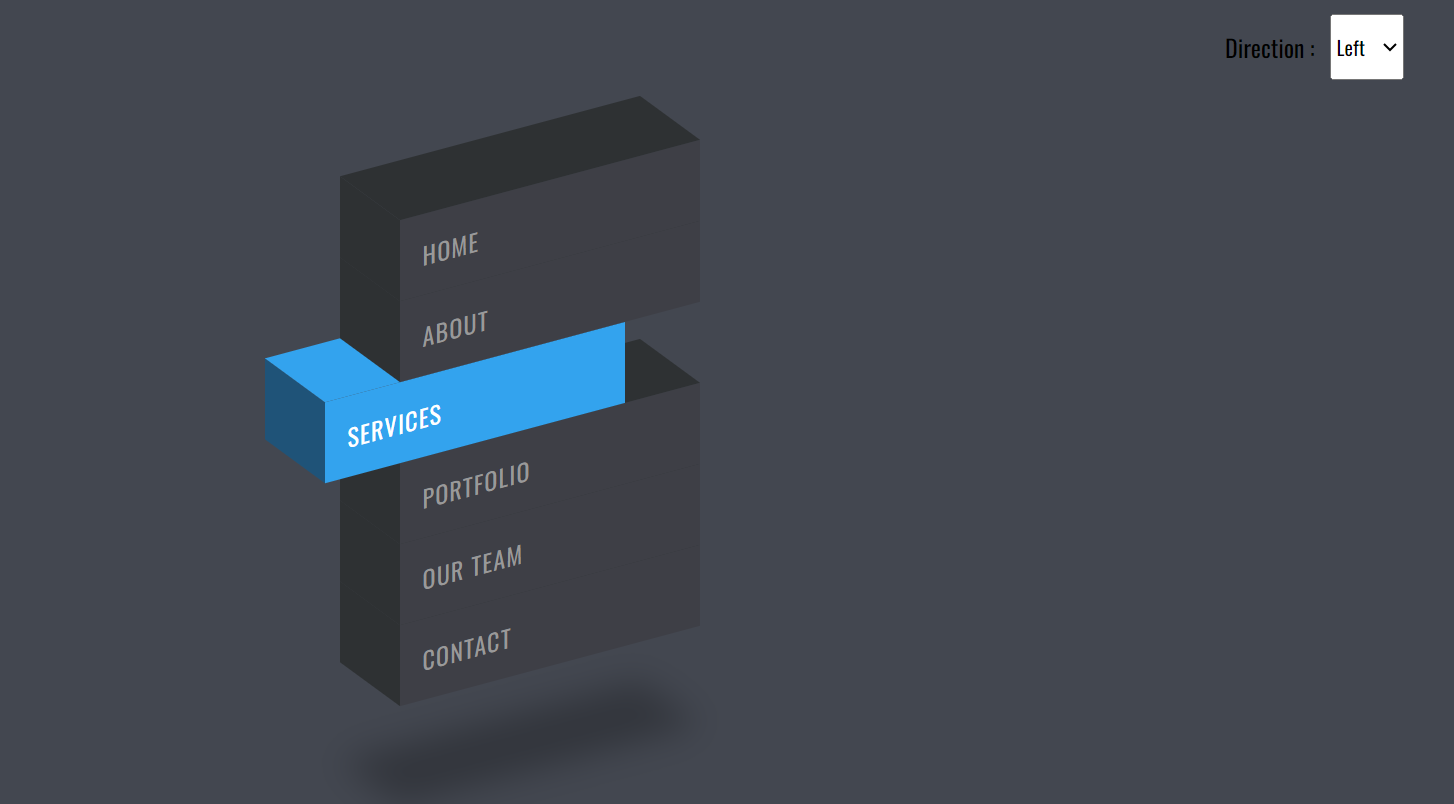 Direction : Left
HOME
ABOUT
SERVICES
PORTFOLIO
OUR TEAM
CONTACT